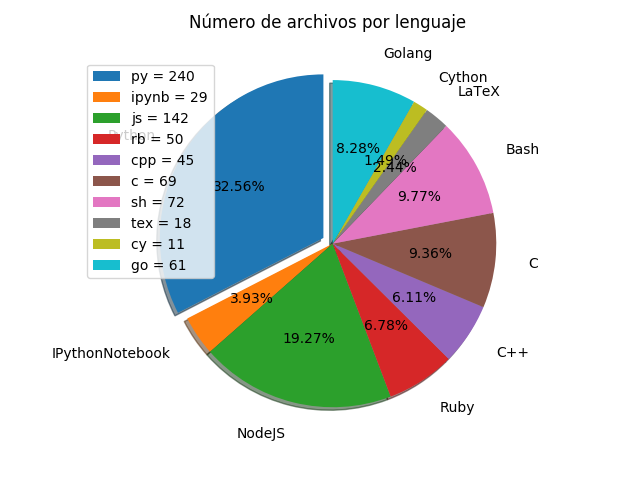 Número de archivos por lenguaje
py = 240
ipynb = 29
js = 142
rb = 50
cpp = 45
c = 69
sh = 72
tex = 18
cy = 11
go = 61
Python
32.56%
IPythonNotebook
3.93%
NodeJS
19.27%
Ruby
6.78%
C++
6.11%
C
9.36%
Bash
9.77%
LaTeX
2.44%
Cython
1.49%
Golang
8.28%